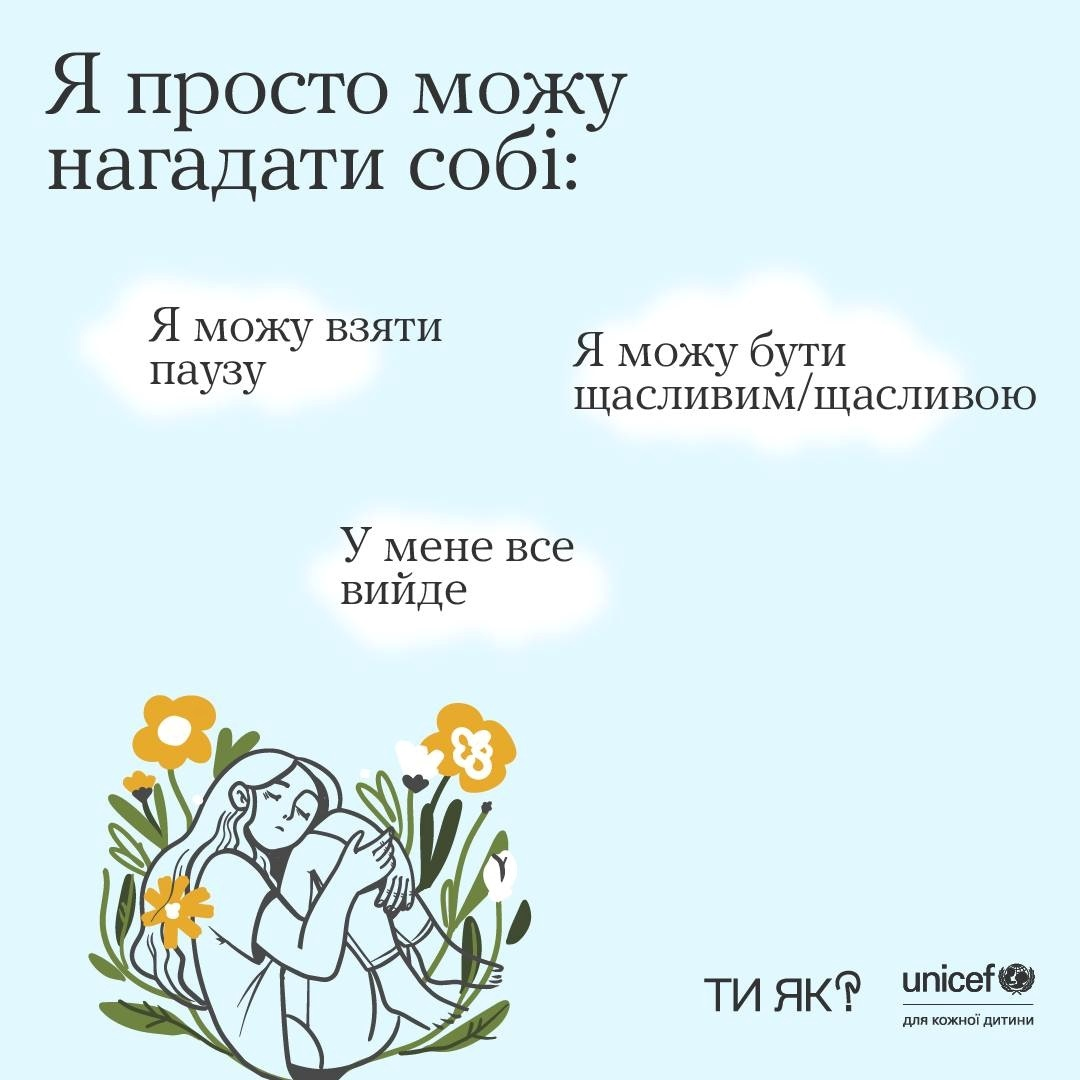 Я просто можу
нагадати собі:
Я можу взяти
паузу
Я можу бути
щасливим/щасливою
У мене все
вийде
ТИ ЯК?
unicef
для кожної дитини